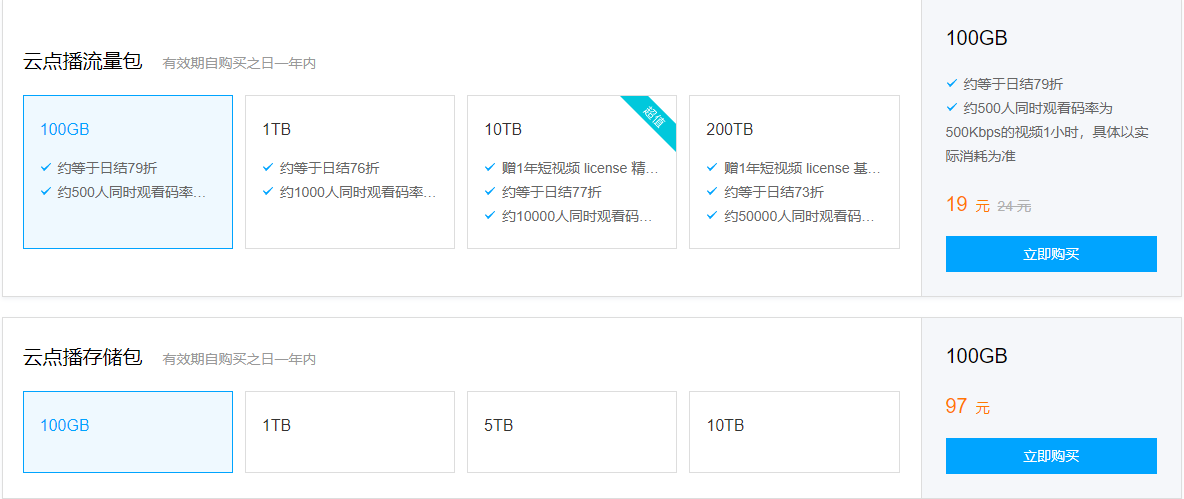 云点播流量包 有效期自购买之日一年内
100GB
约等于日结79折
约500人同时观看码率...
1TB
约等于日结76折
约1000人同时观看码率...
超值
10TB
赠1年短视频 license 精...
约等于日结77折
约10000人同时观看码...
200TB
赠1年短视频 license 基...
约等于日结73折
约50000人同时观看码...
100GB
约等于日结79折
约500人同时观看码率为
500Kbps的视频1小时，具体以实
际消耗为准
19 元 24 元
立即购买
云点播存储包 有效期自购买之日一年内
100GB
1TB
5TB
10TB
100GB
97 元
立即购买